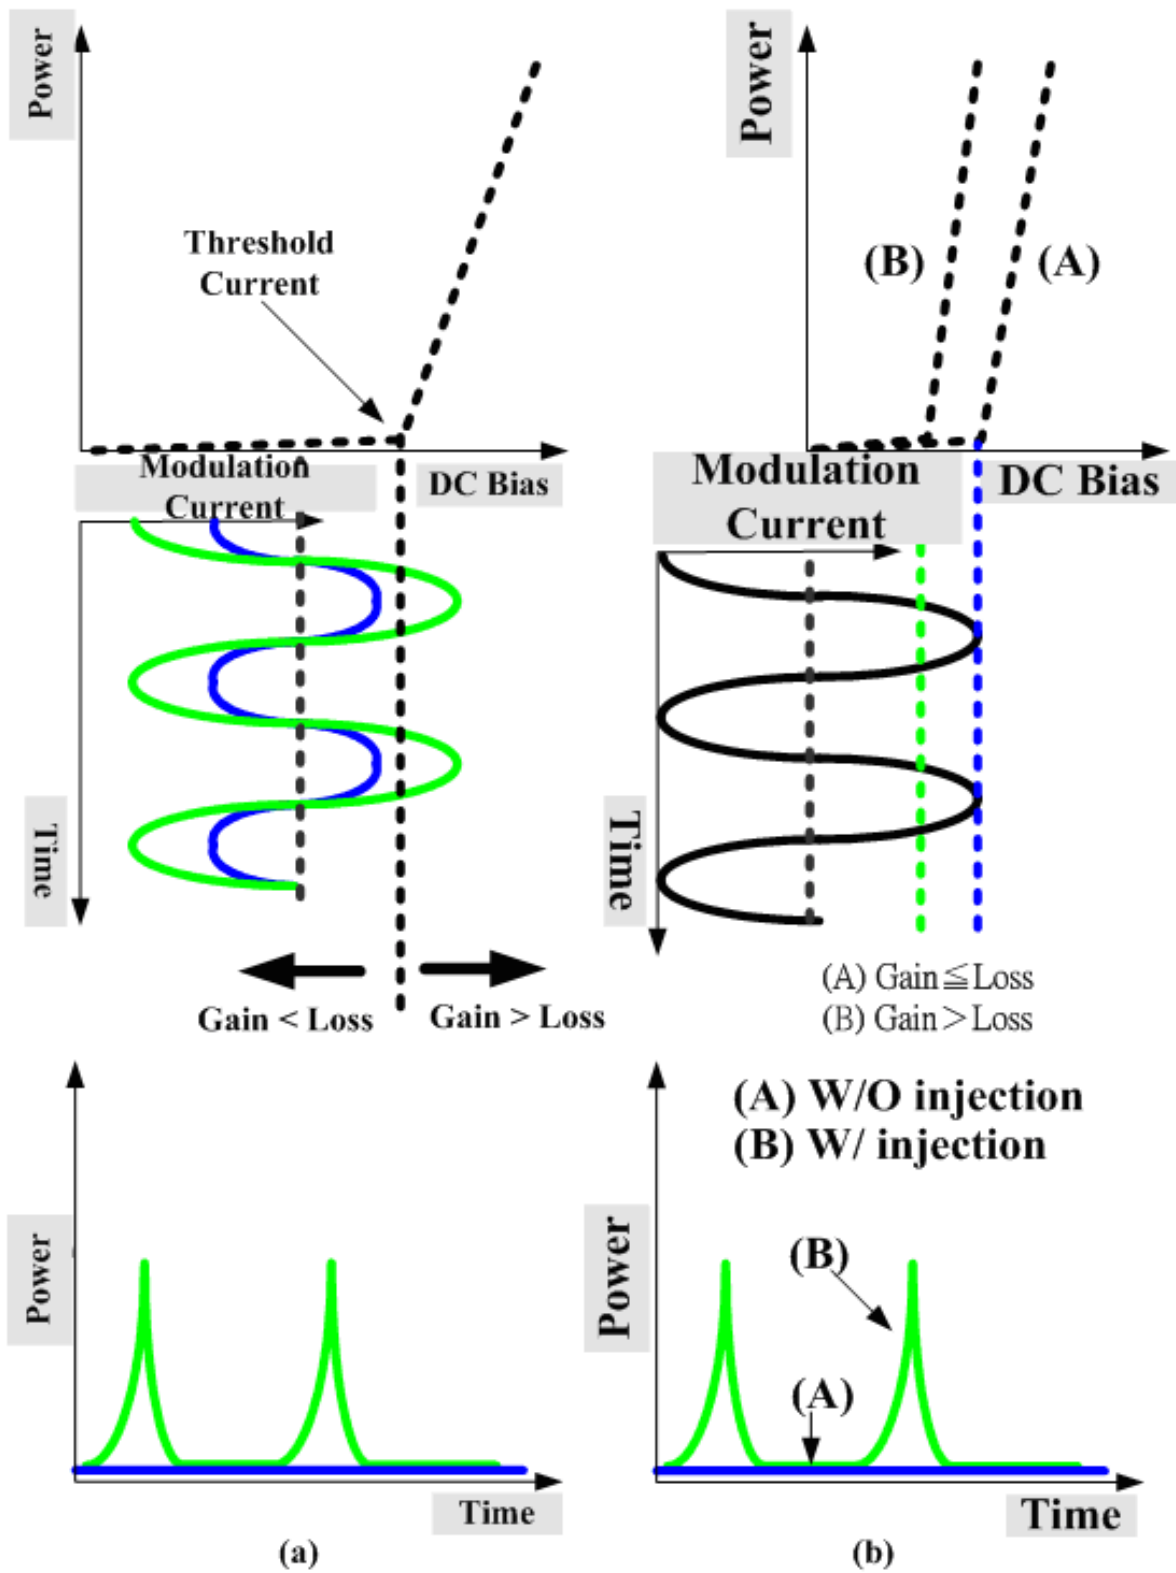 Power
Threshold
Current
Modulation
Current
DC Bias
Time
Gain < Loss
Gain > Loss
Power
Time
(a)
Power
(B)
(A)
Modulation
Current
DC Bias
Time
(A) Gain≦Loss
(B) Gain＞Loss
(A) W/O injection
(B) W/ injection
Power
(B)
(A)
Time
(b)